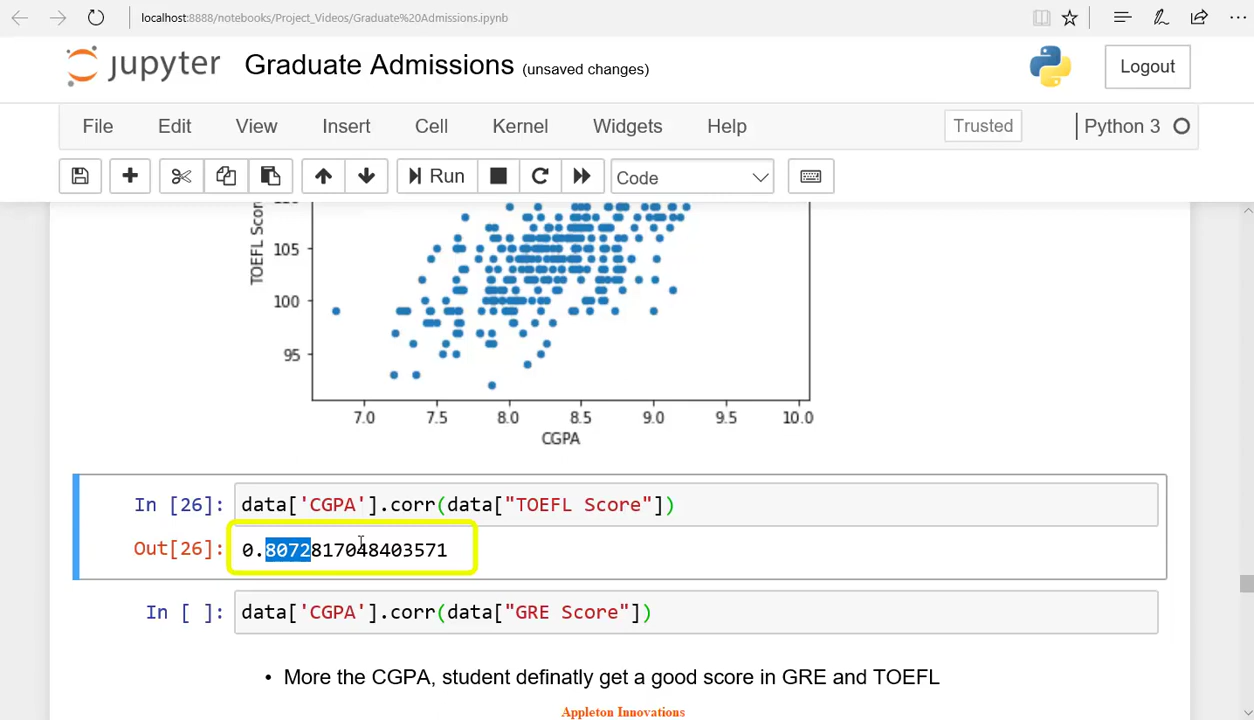 localhost:8888/notebooks/Project_Videos/Graduate%20Admissions.ipynb
jupyter Graduate Admissions (unsaved changes)
Logout
File Edit View Insert Cell Kernel Widgets Help Trusted Python 3
Run Code
TOEFL Scor
105
100
95
7.0 7.5 8.0 8.5 9.0 9.5 10.0
CGPA
In [26]: data['CGPA'].corr(data["TOEFL Score"])
Out[26]: 0.8072817048403571
In [ ]: data['CGPA'].corr(data["GRE Score"])
• More the CGPA, student definatly get a good score in GRE and TOEFL
Appleton Innovations